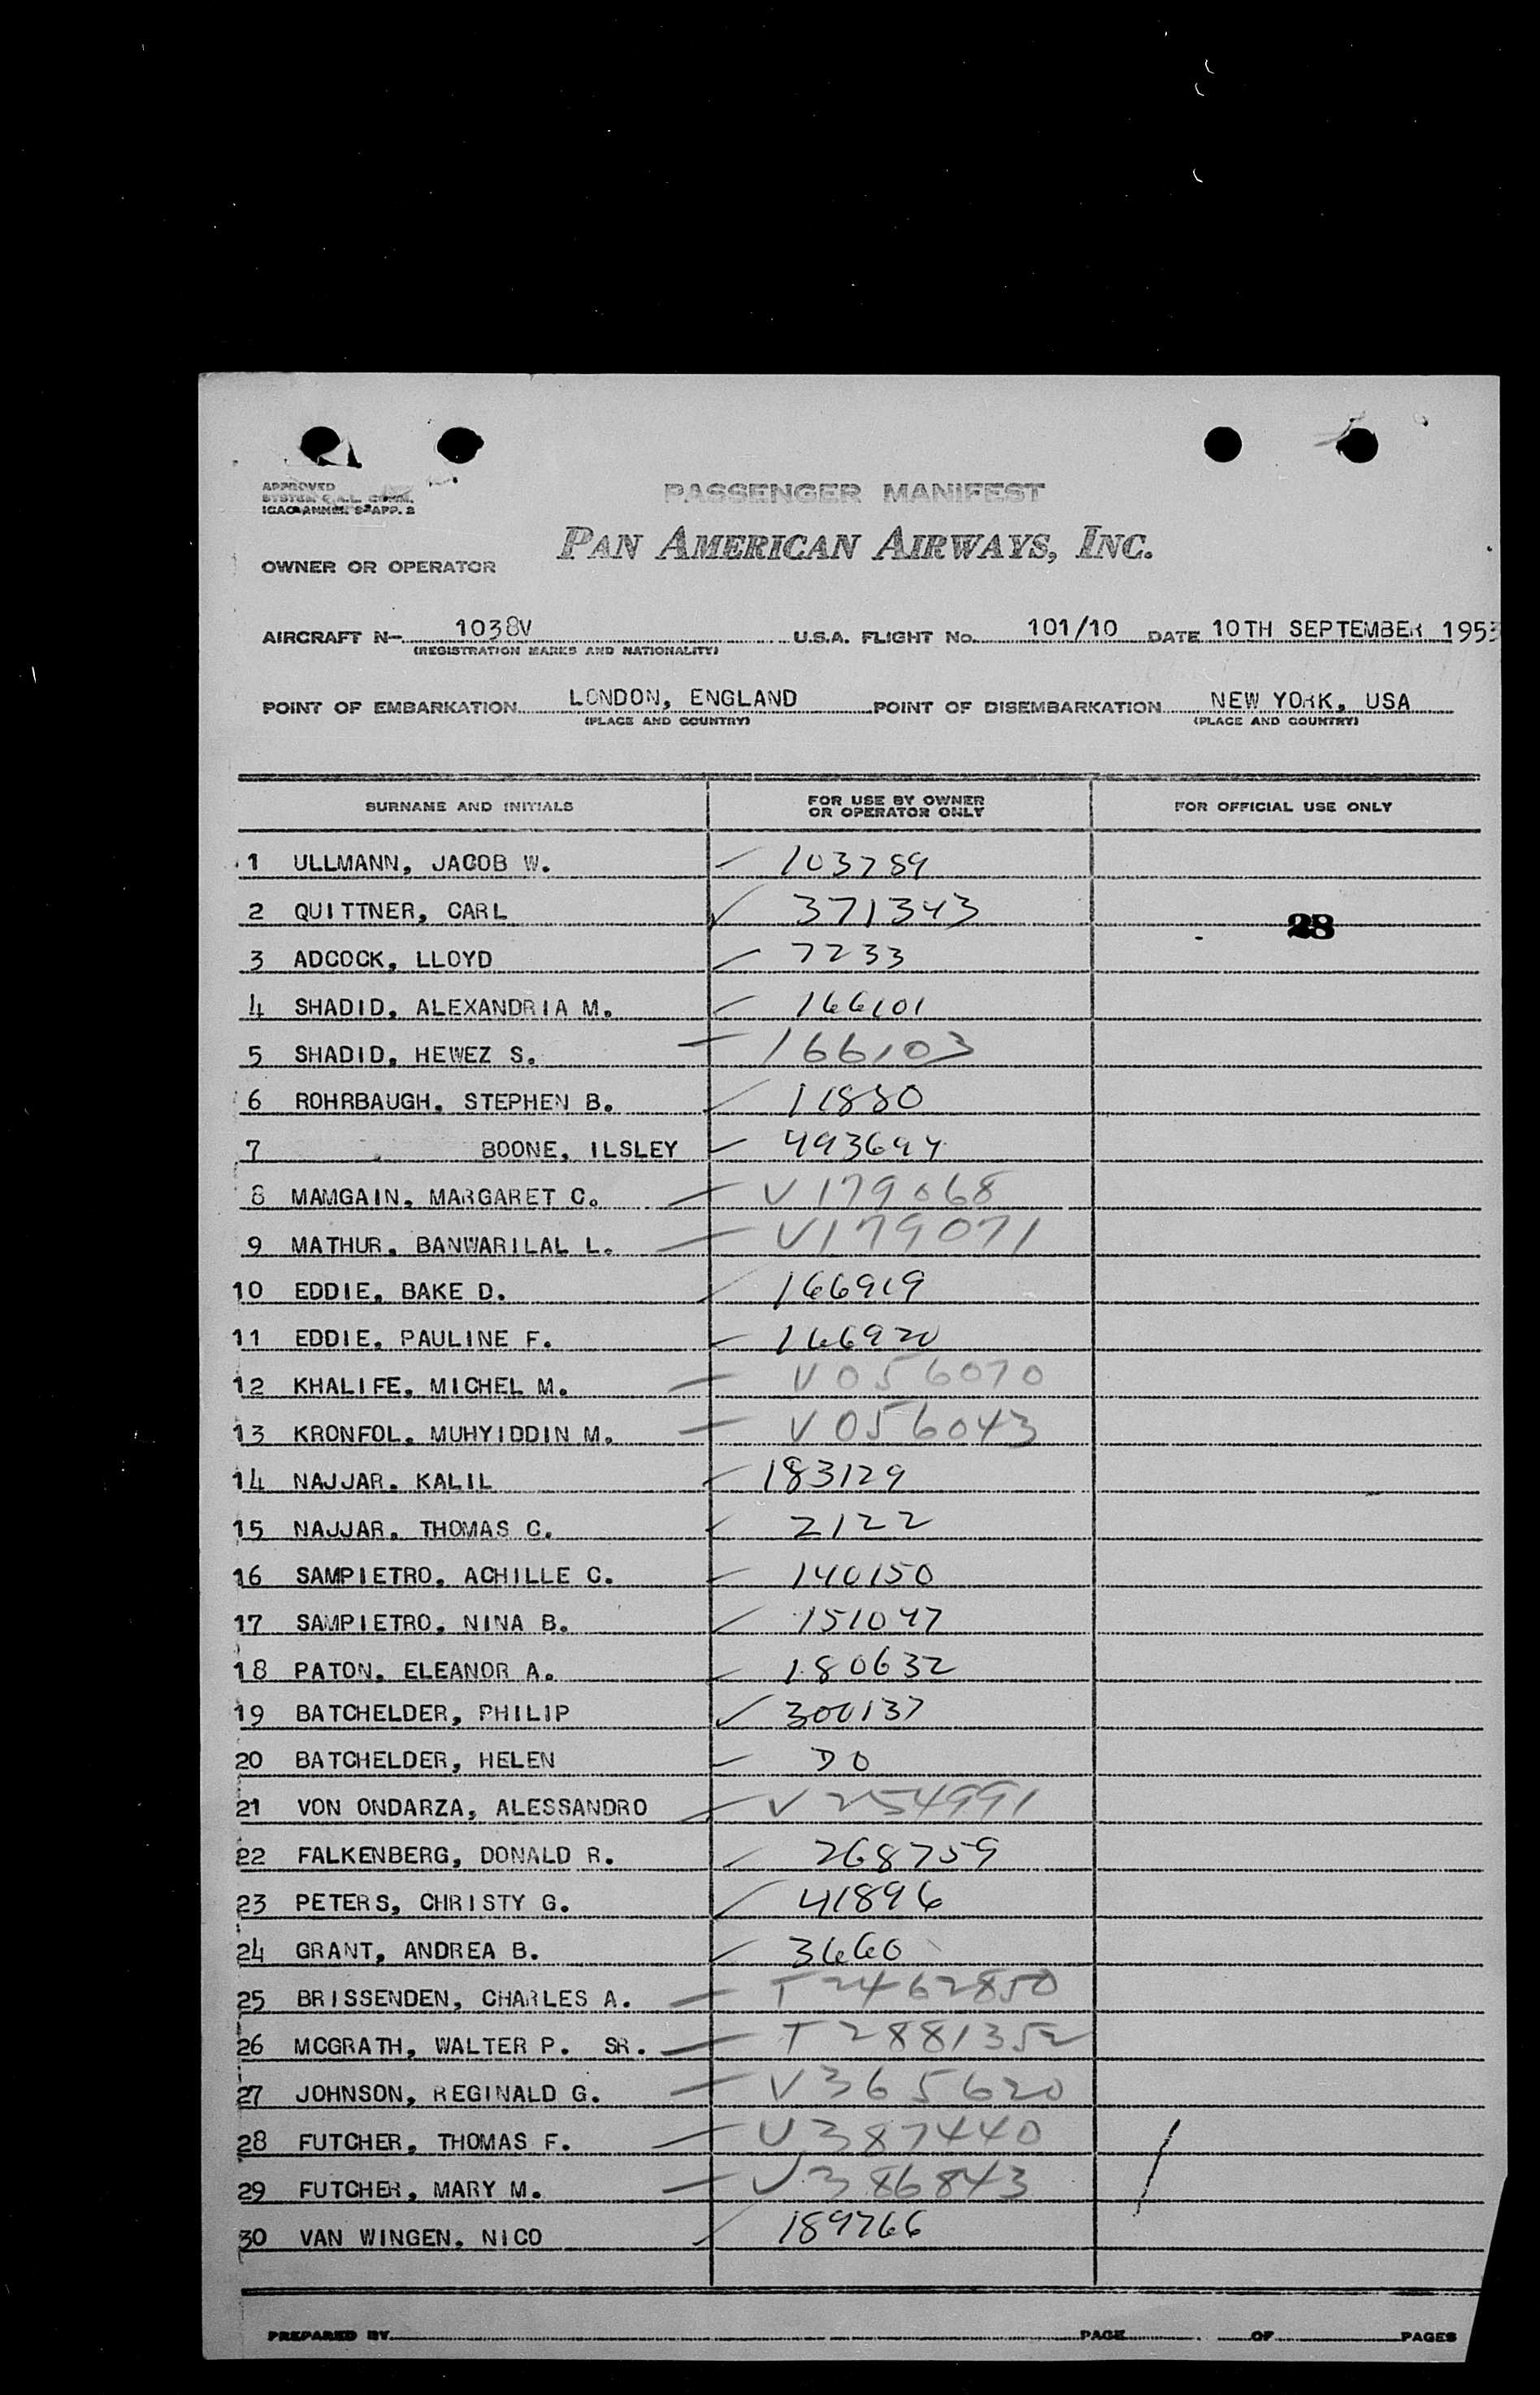 APPROVED
SYSTEM C.A.L. COMM.
ICAO ANNEX 9 APP. 2
PASSENGER MANIFEST
PAN AMERICAN AIRWAYS, INC.
OWNER OR OPERATOR
AIRCRAFT N- 1038V U.S.A. FLIGHT No. 101/10 DATE 10TH SEPTEMBER 1953
(REGISTRATION MARKS AND NATIONALITY)
POINT OF EMBARKATION LONDON, ENGLAND POINT OF DISEMBARKATION NEW YORK, USA
(PLACE AND COUNTRY) (PLACE AND COUNTRY)
SURNAME AND INITIALS FOR USE BY OWNER OR OPERATOR ONLY FOR OFFICIAL USE ONLY
1 ULLMANN, JACOB W. 103789
2 QUITTNER, CARL 371343
28
3 ADCOCK, LLOYD 7233
4 SHADID, ALEXANDRIA M. 166101
5 SHADID, HEWEZ S. 166103
6 ROHRBAUGH, STEPHEN B. 11880
7 BOONE, ILSLEY 493694
8 MAMGAIN, MARGARET C. V179068
9 MATHUR, BANWARILAL L. V179071
10 EDDIE, BAKE D. 166919
11 EDDIE, PAULINE F. 166920
12 KHALIFE, MICHEL M. V056070
13 KRONFOL, MUHYIDDIN M. V056043
14 NAJJAR, KALIL 183129
15 NAJJAR, THOMAS C. 2122
16 SAMPIETRO, ACHILLE C. 140150
17 SAMPIETRO, NINA B. 151047
18 PATON, ELEANOR A. 180632
19 BATCHELDER, PHILIP 300137
20 BATCHELDER, HELEN DO
21 VON ONDARZA, ALESSANDRO V254991
22 FALKENBERG, DONALD R. 268759
23 PETERS, CHRISTY G. 41896
24 GRANT, ANDREA B. 3660
25 BRISSENDEN, CHARLES A. T2462850
26 MCGRATH, WALTER P. SR. T2881352
27 JOHNSON, REGINALD G. V365620
28 FUTCHER, THOMAS F. V387440
29 FUTCHER, MARY M. V386843
30 VAN WINGEN, NICO 189766
PREPARED BY PAGE OF PAGES